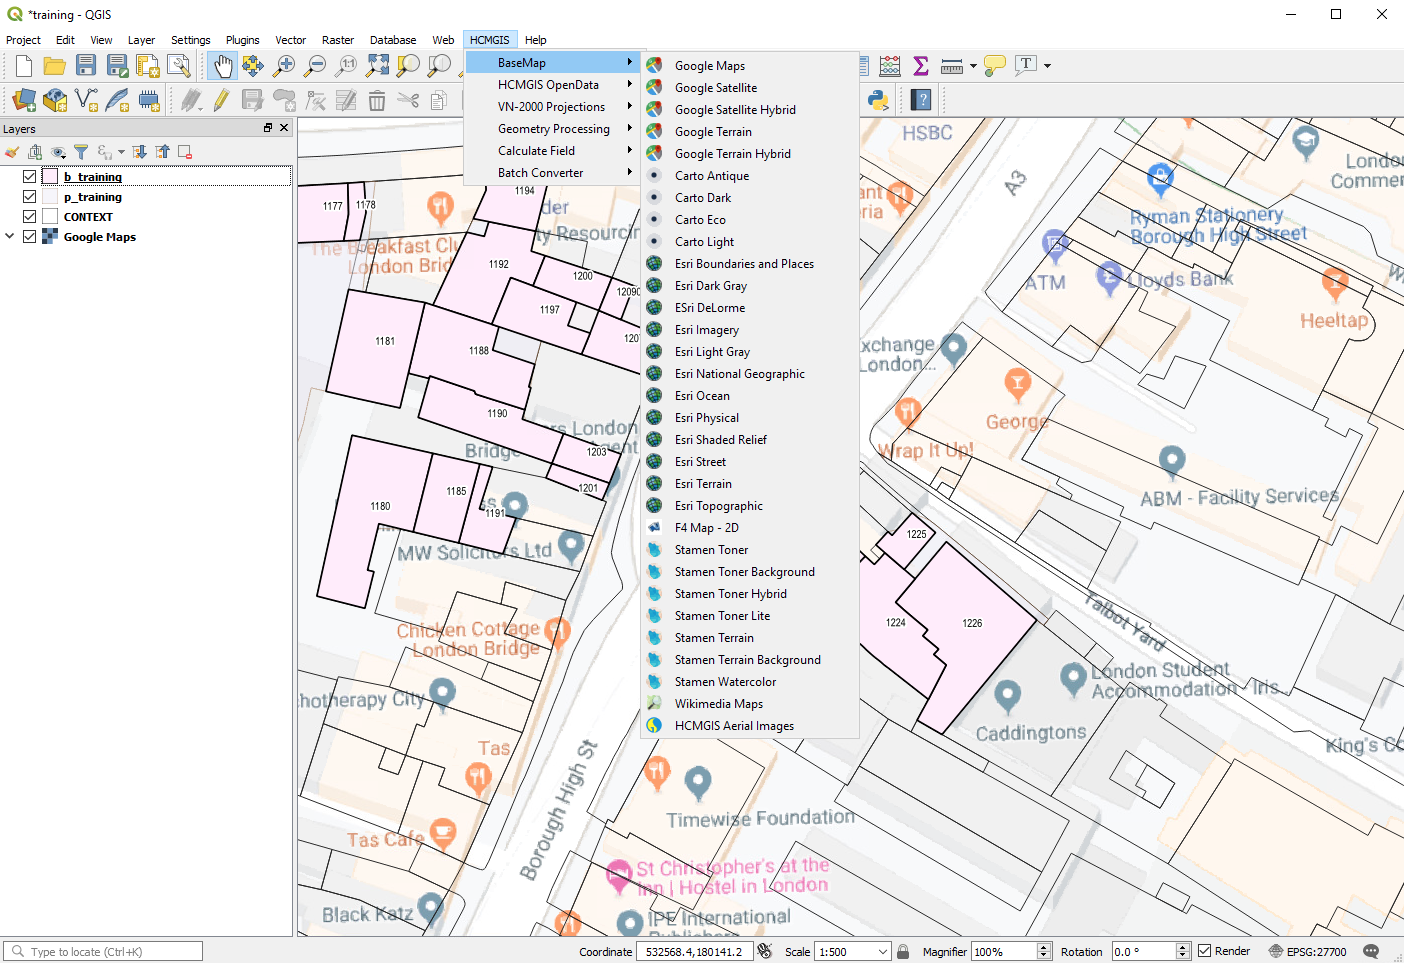 *training - QGIS
Project Edit View Layer Settings Plugins Vector Raster Database Web HCMGIS Help
BaseMap
HCMGIS OpenData
VN-2000 Projections
Geometry Processing
Calculate Field
Batch Converter
Google Maps
Google Satellite
Google Satellite Hybrid
Google Terrain
Google Terrain Hybrid
Carto Antique
Carto Dark
Carto Eco
Carto Light
Esri Boundaries and Places
Esri Dark Gray
ESri DeLorme
Esri Imagery
Esri Light Gray
Esri National Geographic
Esri Ocean
Esri Physical
Esri Shaded Relief
Esri Street
Esri Terrain
Esri Topographic
F4 Map - 2D
Stamen Toner
Stamen Toner Background
Stamen Toner Hybrid
Stamen Toner Lite
Stamen Terrain
Stamen Terrain Background
Stamen Watercolor
Wikimedia Maps
HCMGIS Aerial Images
Layers
b_training
p_training
CONTEXT
Google Maps
1177
1178
1194
The Breakfast Clu
London Brid
1192
1200
1209
1197
1181
1188
1190
1203
1201
1180
1185
1191
London
Bridge
MW Solicitors Ltd
Chicken Cottage
London Bridge
hotherapy City
Tas
Tas Cafe
Black Katz
Borough High St
Timewise Foundation
St Christopher's at the
Inn | Hostel in London
IPE International
Publishers
HSBC
A3
London
Commer
Ryman Stationery
Borough High Street
ATM
Lloyds Bank
Heeltap
xchange
London...
George
Wrap It Up!
ABM - Facility Services
1225
1224
1226
Talbot Yard
London Student
Accommodation - Iris...
Caddingtons
King's Co
Type to locate (Ctrl+K)
Coordinate 532568.4,180141.2 Scale 1:500 Magnifier 100% Rotation 0.0 ° Render EPSG:27700